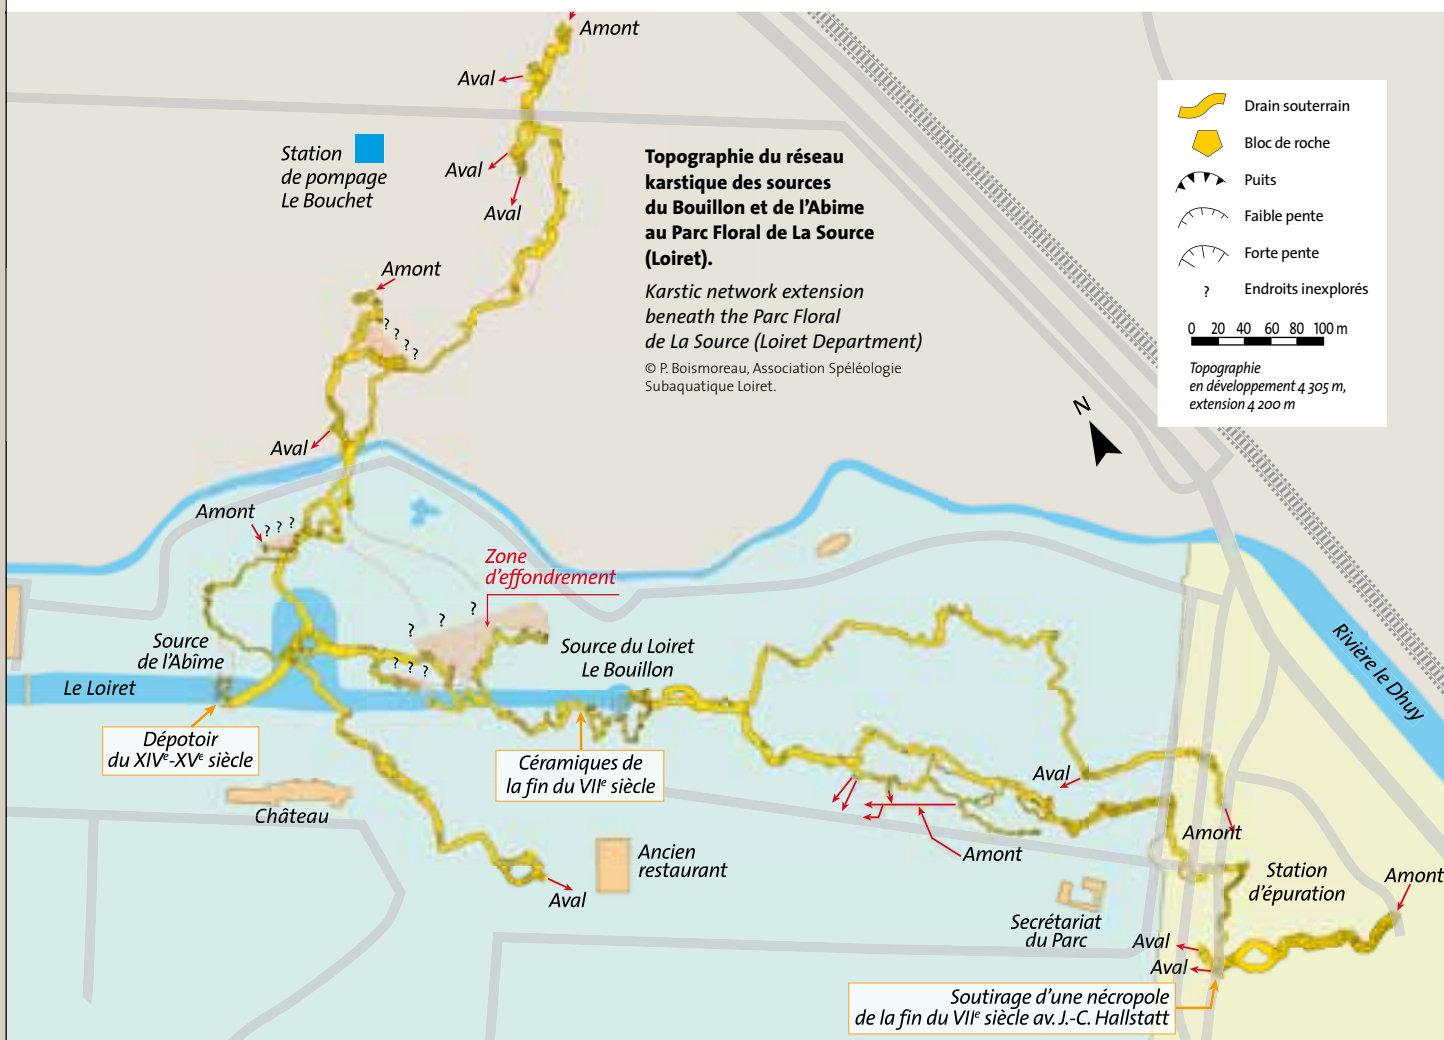 Amont
Aval
Aval
Aval
Station
de pompage
Le Bouchet
Topographie du réseau
karstique des sources
du Bouillon et de l'Abime
au Parc Floral de La Source
(Loiret).
Karstic network extension
beneath the Parc Floral
de La Source (Loiret Department)
© P. Boismoreau, Association Spéléologie
Subaquatique Loiret.
Drain souterrain
Bloc de roche
Puits
Faible pente
Forte pente
? Endroits inexplorés
0 20 40 60 80 100 m
Topographie
en développement 4 305 m,
extension 4 200 m
N
Amont
? ? ? ?
Aval
Amont
? ? ?
Zone
d'effondrement
? ? ?
? ? ?
Source
de l'Abîme
Source du Loiret
Le Bouillon
Le Loiret
Rivière le Dhuy
Dépotoir
du XIVe-XVe siècle
Céramiques de
la fin du VIIe siècle
Château
Aval
Amont
Amont
Ancien
restaurant
Aval
Station
d'épuration
Amont
Secrétariat
du Parc
Aval
Aval
Soutirage d'une nécropole
de la fin du VIIe siècle av. J.-C. Hallstatt